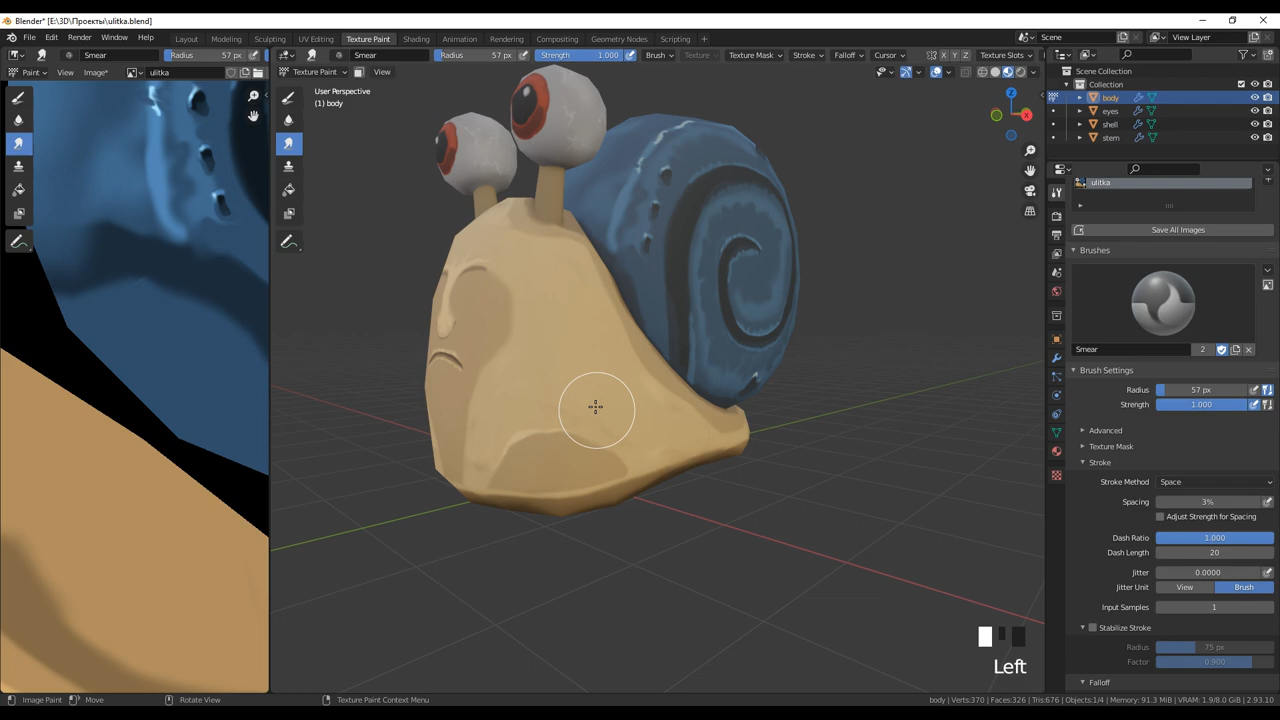 Blender* [E:\3D\Проекты\ulitka.blend]
File Edit Render Window Help Layout Modeling Sculpting UV Editing Texture Paint Shading Animation Rendering Compositing Geometry Nodes Scripting + Scene View Layer
Smear Radius 57 px Smear Radius 57 px Strength 1.000 Brush Texture Texture Mask Stroke Falloff Cursor X Y Z Texture Slots
Paint View Image* ulitka Texture Paint View
Scene Collection
Collection
body
eyes
shell
stem
User Perspective
(1) body
Z
X
ulitka
Save All Images
Brushes
Smear 2
Brush Settings
Radius 57 px
Strength 1.000
Advanced
Texture Mask
Stroke
Stroke Method Space
Spacing 3%
Adjust Strength for Spacing
Dash Ratio 1.000
Dash Length 20
Jitter 0.0000
Jitter Unit View Brush
Input Samples 1
Stabilize Stroke
Radius 75 px
Factor 0.900
Falloff
Left
Image Paint Move Rotate View Texture Paint Context Menu body | Verts:370 | Faces:326 | Tris:676 | Objects:1/4 | Memory: 91.3 MiB | VRAM: 1.9/8.0 GiB | 2.93.10